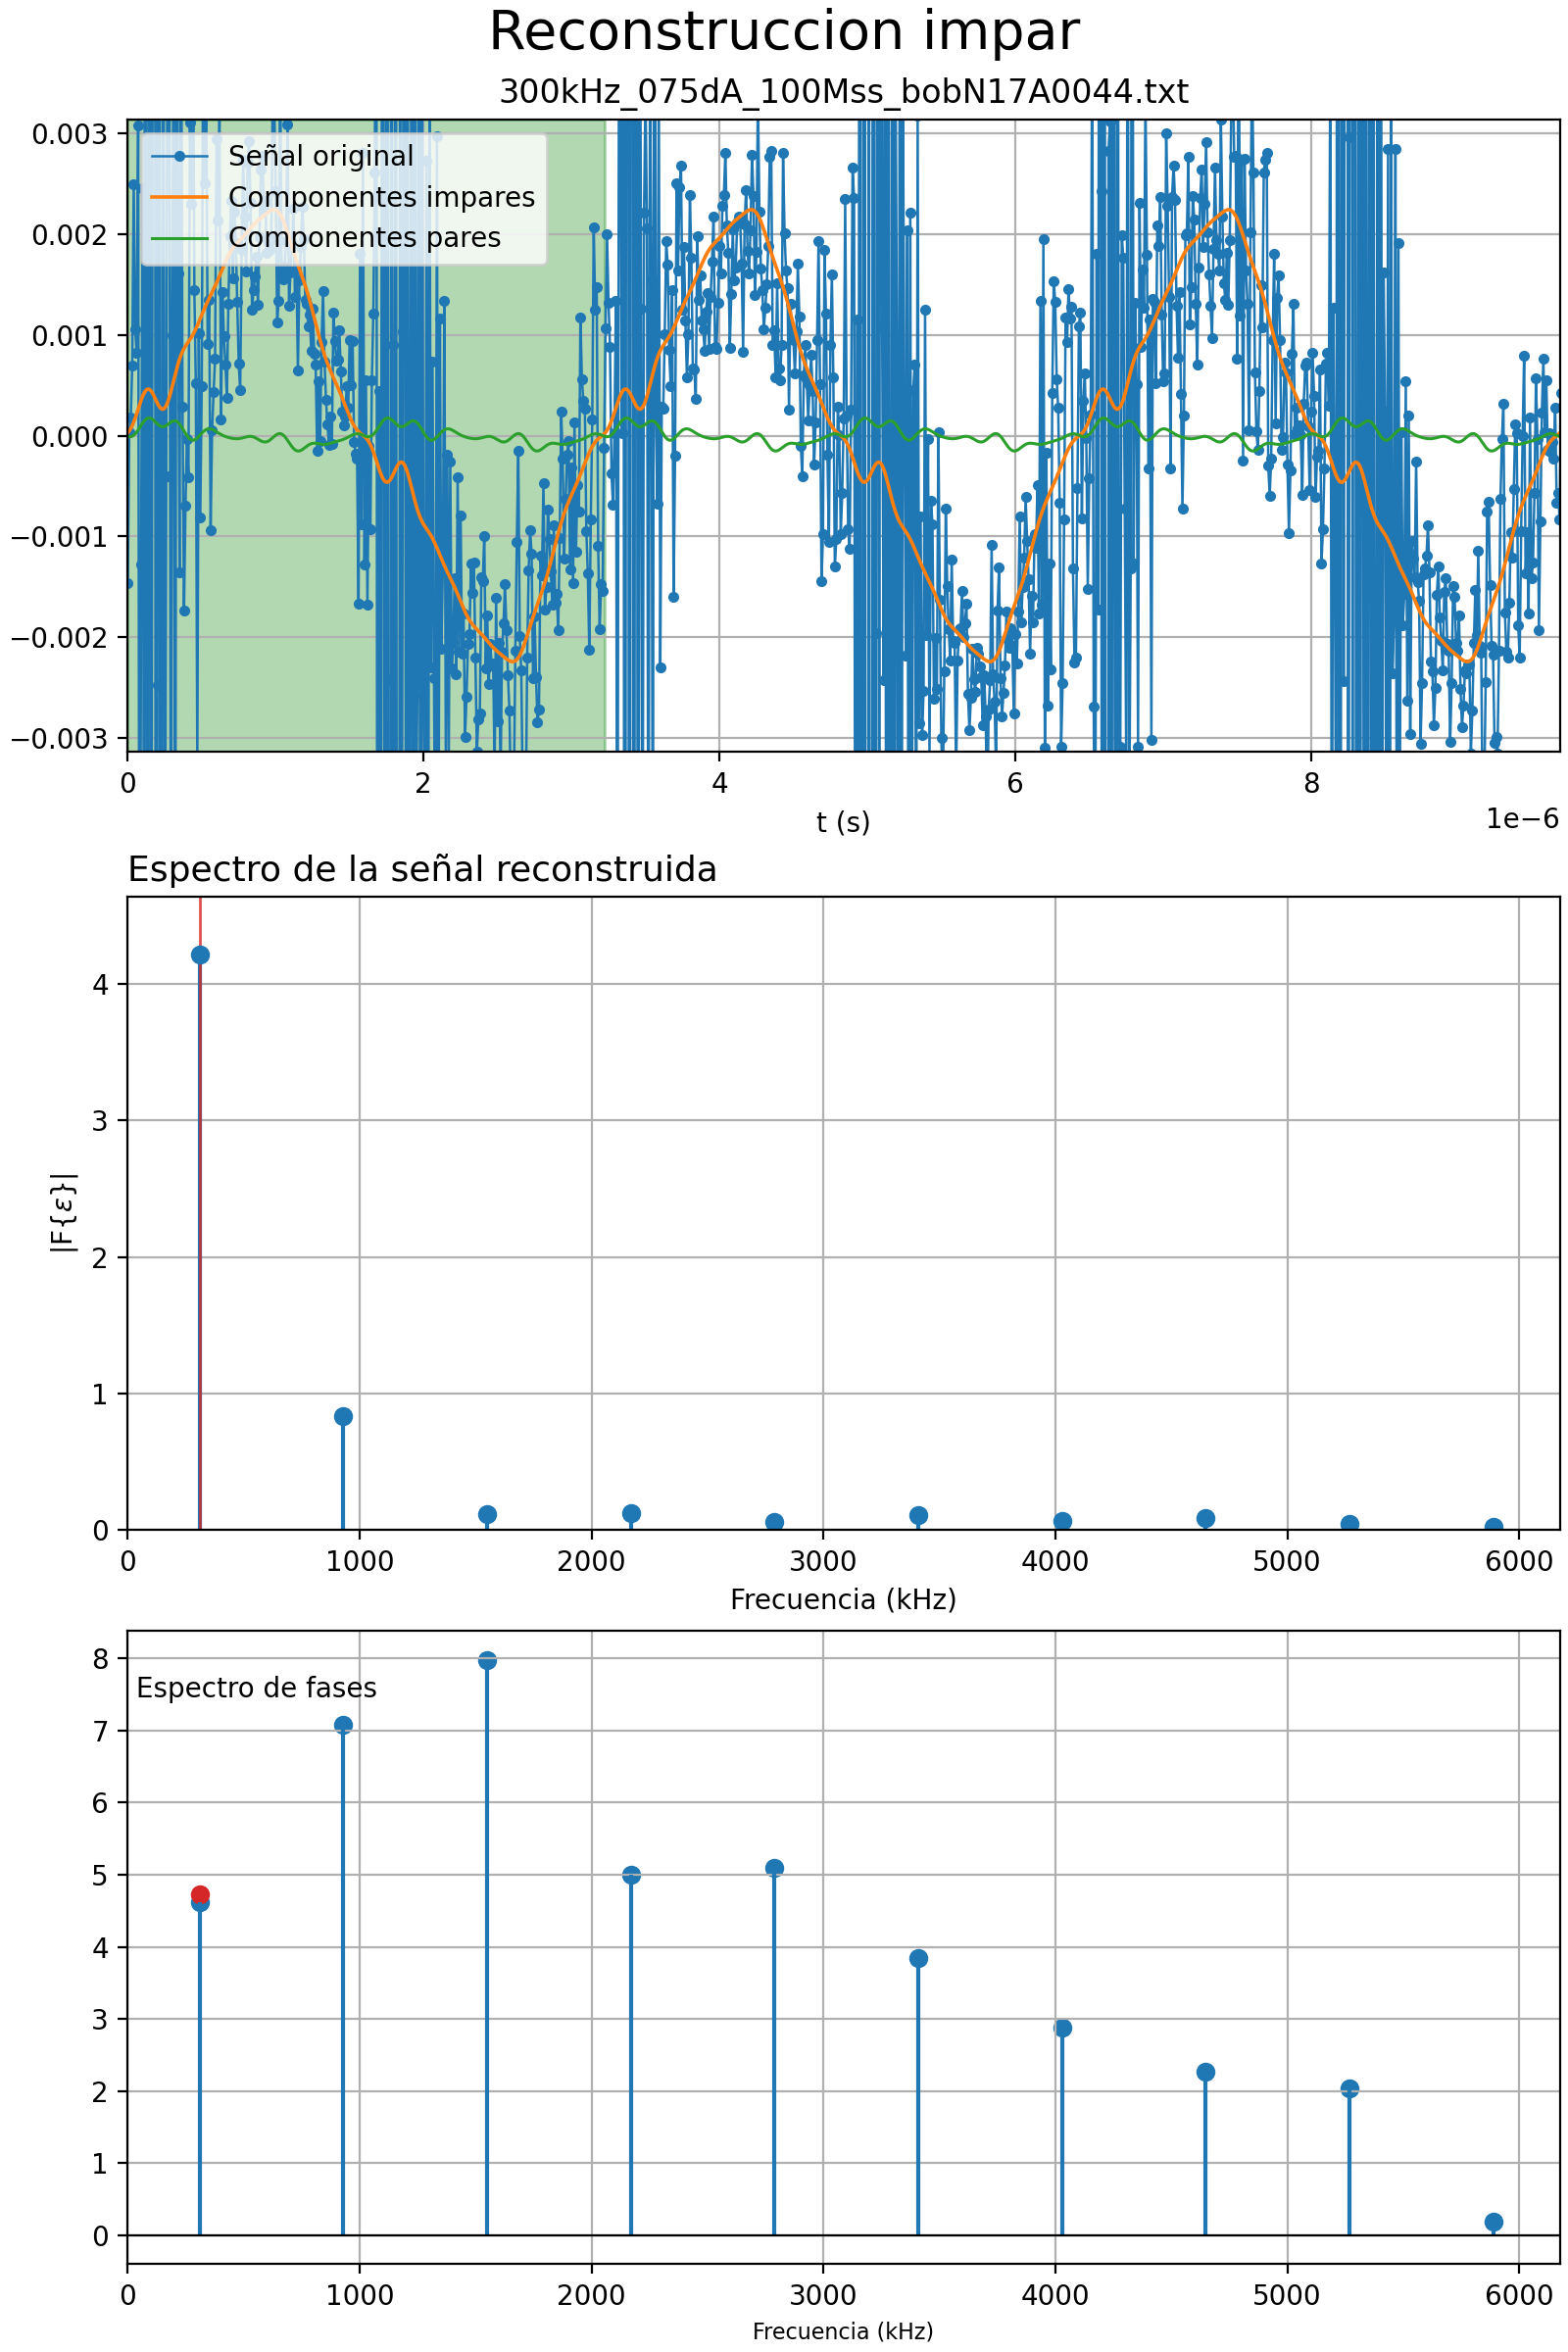 Reconstruccion impar
300kHz_075dA_100Mss_bobN17A0044.txt
0.003
0.002
0.001
0.000
−0.001
−0.002
−0.003
Señal original
Componentes impares
Componentes pares
0 2 4 6 8
1e−6
t (s)
Espectro de la señal reconstruida
4
3
2
1
0
|F{ε}|
0 1000 2000 3000 4000 5000 6000
Frecuencia (kHz)
8
7
6
5
4
3
2
1
0
Espectro de fases
0 1000 2000 3000 4000 5000 6000
Frecuencia (kHz)